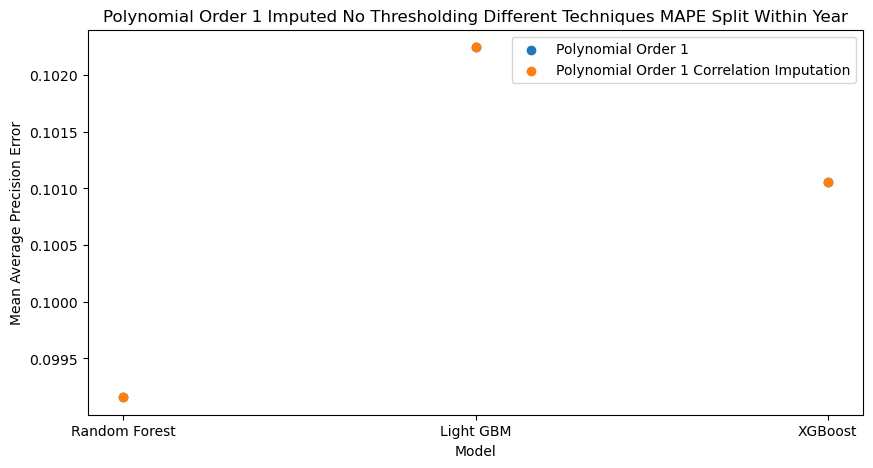 Polynomial Order 1 Imputed No Thresholding Different Techniques MAPE Split Within Year
Polynomial Order 1
Polynomial Order 1 Correlation Imputation
Mean Average Precision Error
0.1020
0.1015
0.1010
0.1005
0.1000
0.0995
Random Forest
Light GBM
XGBoost
Model